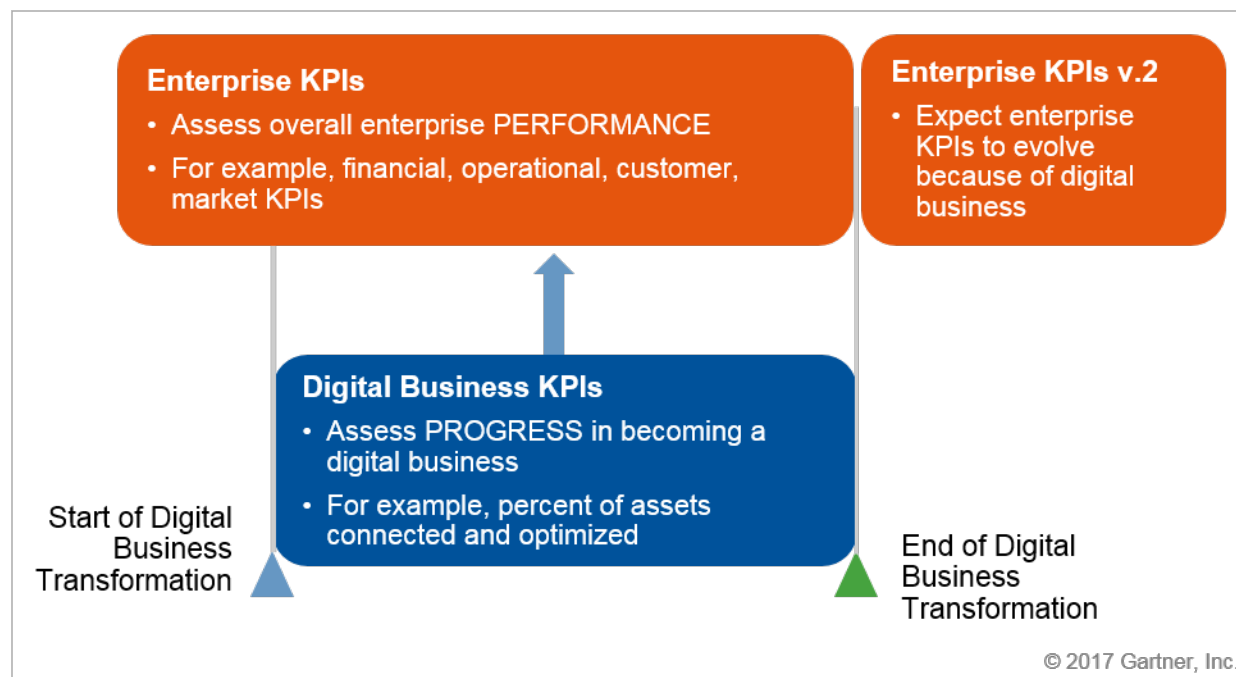 Enterprise KPIs
• Assess overall enterprise PERFORMANCE
• For example, financial, operational, customer,
market KPIs
Enterprise KPIs v.2
• Expect enterprise
KPIs to evolve
because of digital
business
Digital Business KPIs
• Assess PROGRESS in becoming a
digital business
• For example, percent of assets
connected and optimized
Start of Digital
Business
Transformation
End of Digital
Business
Transformation
© 2017 Gartner, Inc.